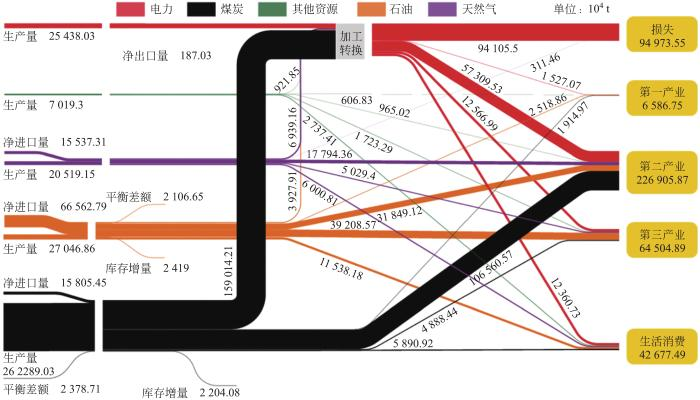 电力 煤炭 其他资源 石油 天然气 单位：10⁴ t
生产量 25 438.03
净出口量 187.03
加工
转换
94 105.5
311.46
损失
94 973.55
生产量 7 019.3
921.85
606.83
965.02
57 309.53
12 566.99
1 527.07
2 518.86
1 914.97
第一产业
6 586.75
净进口量 15 537.31
生产量 20 519.15
6 939.16
2 737.41
1 723.29
17 794.36
5 029.4
6 000.81
第二产业
226 905.87
净进口量 66 562.79
生产量 27 046.86
平衡差额 2 106.65
库存增量 2 419
3 927.91
31 849.12
39 208.57
11 538.18
第三产业
64 504.89
净进口量 15 805.45
生产量
26 2289.03
平衡差额 2 378.71
库存增量 2 204.08
159 014.21
106 560.57
4 888.44
5 890.92
12 360.73
生活消费
42 677.49